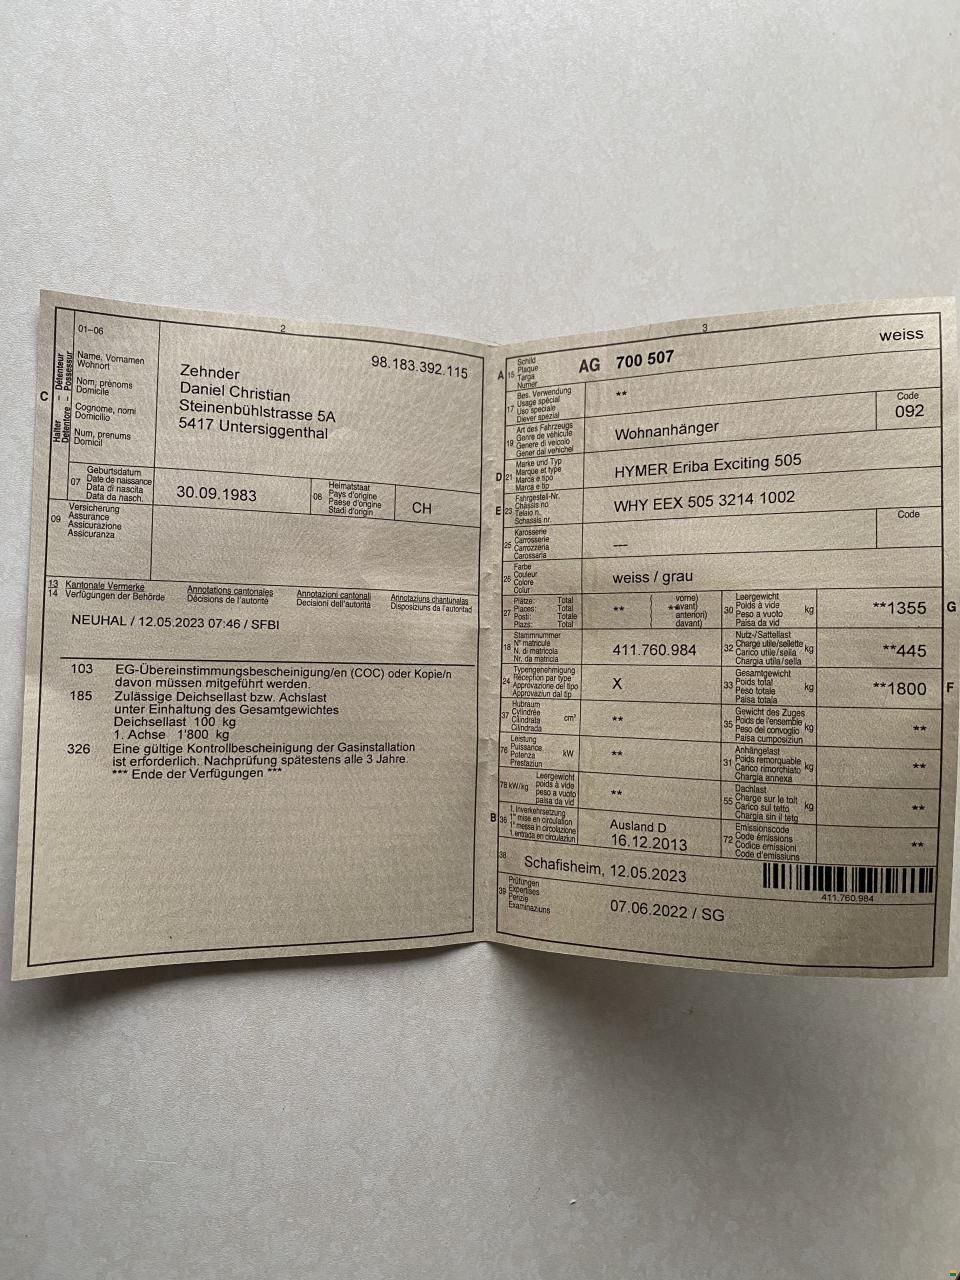 2
01–06
C
Halter – Détenteur
Detentore – Possessur
Name, Vornamen
Wohnort
Nom, prénoms
Domicile
Cognome, nomi
Domicilio
Num, prenums
Domicil
98.183.392.115
Zehnder
Daniel Christian
Steinenbühlstrasse 5A
5417 Untersiggenthal
07
Geburtsdatum
Date de naissance
Data di nascita
Data da nasch.
30.09.1983
08
Heimatstaat
Pays d'origine
Paese d'origine
Stadi d'origin
CH
09
Versicherung
Assurance
Assicurazione
Assicuranza
13
14
Kantonale Vermerke
Verfügungen der Behörde
Annotations cantonales
Décisions de l'autorité
Annotazioni cantonali
Decisioni dell'autorità
Annotaziuns chantunalas
Disposiziuns da l'autoritad
NEUHAL / 12.05.2023 07:46 / SFBI
103 EG-Übereinstimmungsbescheinigung/en (COC) oder Kopie/n
davon müssen mitgeführt werden.
185 Zulässige Deichsellast bzw. Achslast
unter Einhaltung des Gesamtgewichtes
Deichsellast 100 kg
1. Achse 1'800 kg
326 Eine gültige Kontrollbescheinigung der Gasinstallation
ist erforderlich. Nachprüfung spätestens alle 3 Jahre.
*** Ende der Verfügungen ***
3
A
15
Schild
Plaque
Targa
Numer
AG 700 507
weiss
17
Bes. Verwendung
Usage spécial
Uso speciale
Diever spezial
**
Code
092
19
Art des Fahrzeugs
Genre de véhicule
Genere di veicolo
Gener dal vehichel
Wohnanhänger
D
21
Marke und Typ
Marque et type
Marca e tipo
Marca e tip
HYMER Eriba Exciting 505
E
23
Fahrgestell-Nr.
Châssis no
Telaio n.
Schassis nr.
WHY EEX 505 3214 1002
25
Karosserie
Carrosserie
Carrozzeria
Carossaria
—
Code
26
Farbe
Couleur
Colore
Colur
weiss / grau
27
Plätze: Total
Places: Total
Posti: Totale
Plazs: Total
**
( vorne)
( **avant)
( anteriori)
( davant)
30
Leergewicht
Poids à vide
Peso a vuoto
Paisa da vid
kg
**1355
G
18
Stammnummer
N° matricule
N. di matricola
Nr. da matricla
411.760.984
32
Nutz-/Sattellast
Charge utile/sellette
Carico utile/sella
Chargia utila/sella
kg
**445
24
Typengenehmigung
Réception par type
Approvazione del tipo
Approvaziun dal tip
X
33
Gesamtgewicht
Poids total
Peso totale
Paisa totala
kg
**1800
F
37
Hubraum
Cylindrée
Cilindrata
Cilindrada
cm³
**
35
Gewicht des Zuges
Poids de l'ensemble
Peso del convoglio
Paisa cumposiziun
kg
**
76
Leistung
Puissance
Potenza
Prestaziun
kW
**
31
Anhängelast
Poids remorquable
Carico rimorchiato
Chargia annexa
kg
**
78 kW/kg
Leergewicht
poids à vide
peso a vuoto
paisa da vid
**
55
Dachlast
Charge sur le toit
Carico sul tetto
Chargia sin il tetg
kg
**
B
36
1. Inverkehrsetzung
1re mise en circulation
1a messa in circolazione
1. entrada en circulaziun
Ausland D
16.12.2013
72
Emissionscode
Code émissions
Codice emissioni
Code d'emissiuns
**
38
Schafisheim, 12.05.2023
411.760.984
39
Prüfungen
Expertises
Perizie
Examinaziuns
07.06.2022 / SG